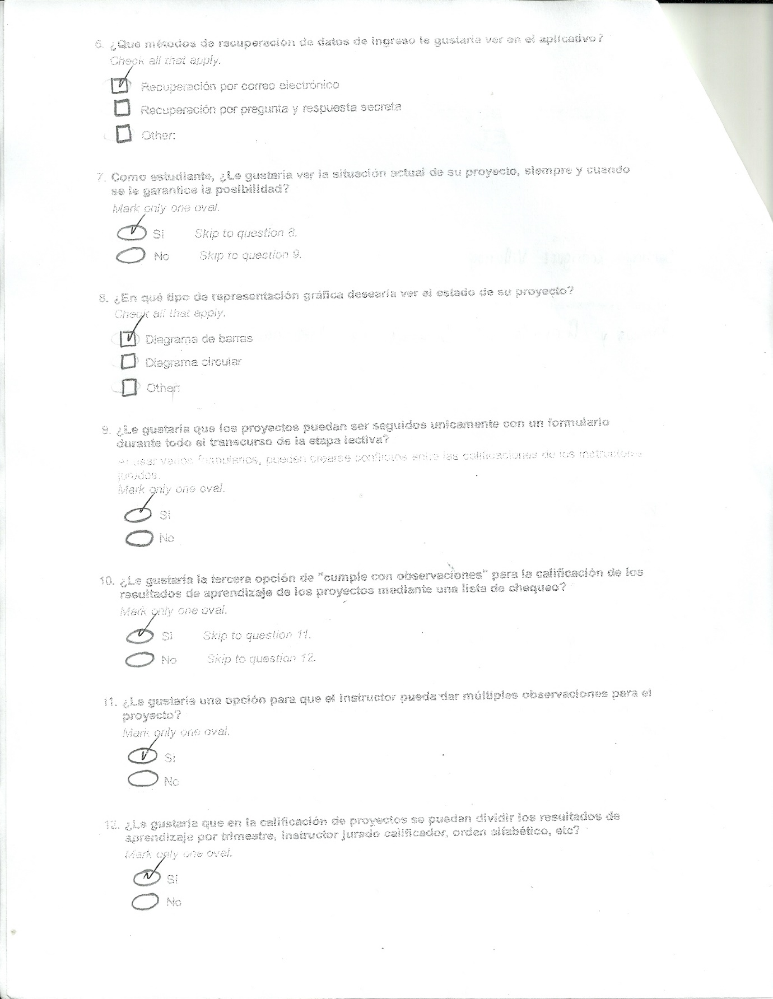 6. ¿Que métodos de recuperación de datos de ingreso le gustaría ver en el aplicativo?
Check all that apply.
Recuperación por correo electrónico
Recuperación por pregunta y respuesta secreta
Other:
7. Como estudiante, ¿Le gustaría ver la situación actual de su proyecto, siempre y cuando
se le garantice la posibilidad?
Mark only one oval.
Si Skip to question 8.
No Skip to question 9.
8. ¿En qué tipo de representación gráfica desearía ver el estado de su proyecto?
Check all that apply.
Diagrama de barras
Diagrama circular
Other:
9. ¿Le gustaría que los proyectos puedan ser seguidos unicamente con un formulario
durante todo el transcurso de la etapa lectiva?
Al usar varios formularios, pueden crearse conflictos entre las calificaciones de los instructores
jurados.
Mark only one oval.
Si
No
10. ¿Le gustaría la tercera opción de "cumple con observaciones" para la calificación de los
resultados de aprendizaje de los proyectos mediante una lista de chequeo?
Mark only one oval.
Si Skip to question 11.
No Skip to question 12.
11. ¿Le gustaría una opción para que el instructor pueda dar múltiples observaciones para el
proyecto?
Mark only one oval.
Si
No
12. ¿Le gustaría que en la calificación de proyectos se puedan dividir los resultados de
aprendizaje por trimestre, instructor jurado calificador, orden alfabético, etc?
Mark only one oval.
Sí
No